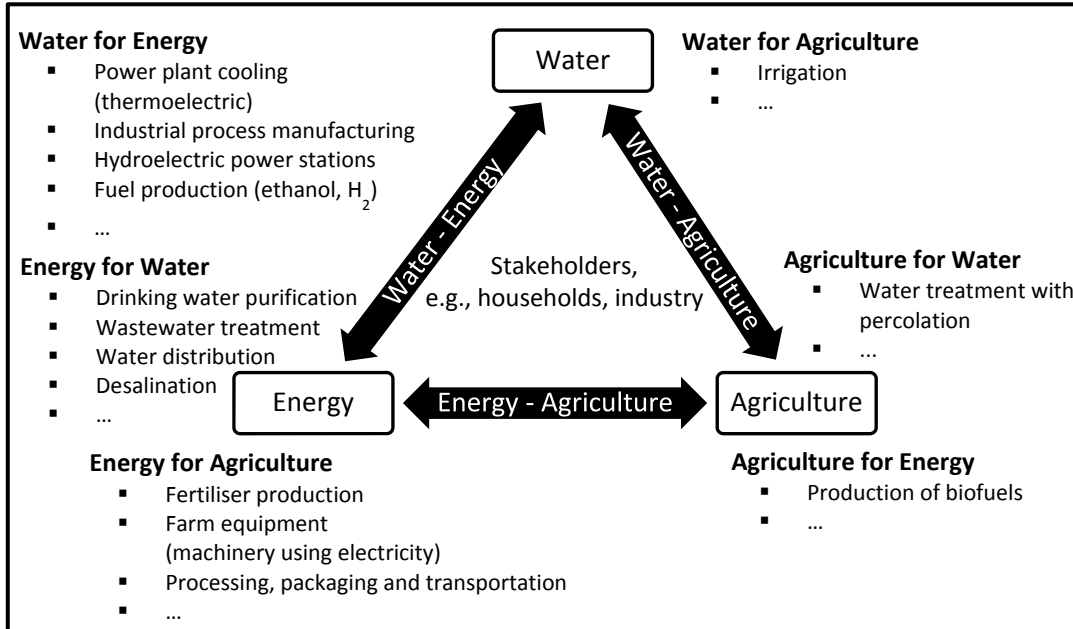 Water for Energy
▪ Power plant cooling
(thermoelectric)
▪ Industrial process manufacturing
▪ Hydroelectric power stations
▪ Fuel production (ethanol, H₂)
▪ ...
Energy for Water
▪ Drinking water purification
▪ Wastewater treatment
▪ Water distribution
▪ Desalination
▪ ...
Water
Water for Agriculture
▪ Irrigation
▪ ...
Water - Energy
Water - Agriculture
Stakeholders,
e.g., households, industry
Agriculture for Water
▪ Water treatment with
percolation
▪ ...
Energy
Energy - Agriculture
Agriculture
Energy for Agriculture
▪ Fertiliser production
▪ Farm equipment
(machinery using electricity)
▪ Processing, packaging and transportation
▪ ...
Agriculture for Energy
▪ Production of biofuels
▪ ...